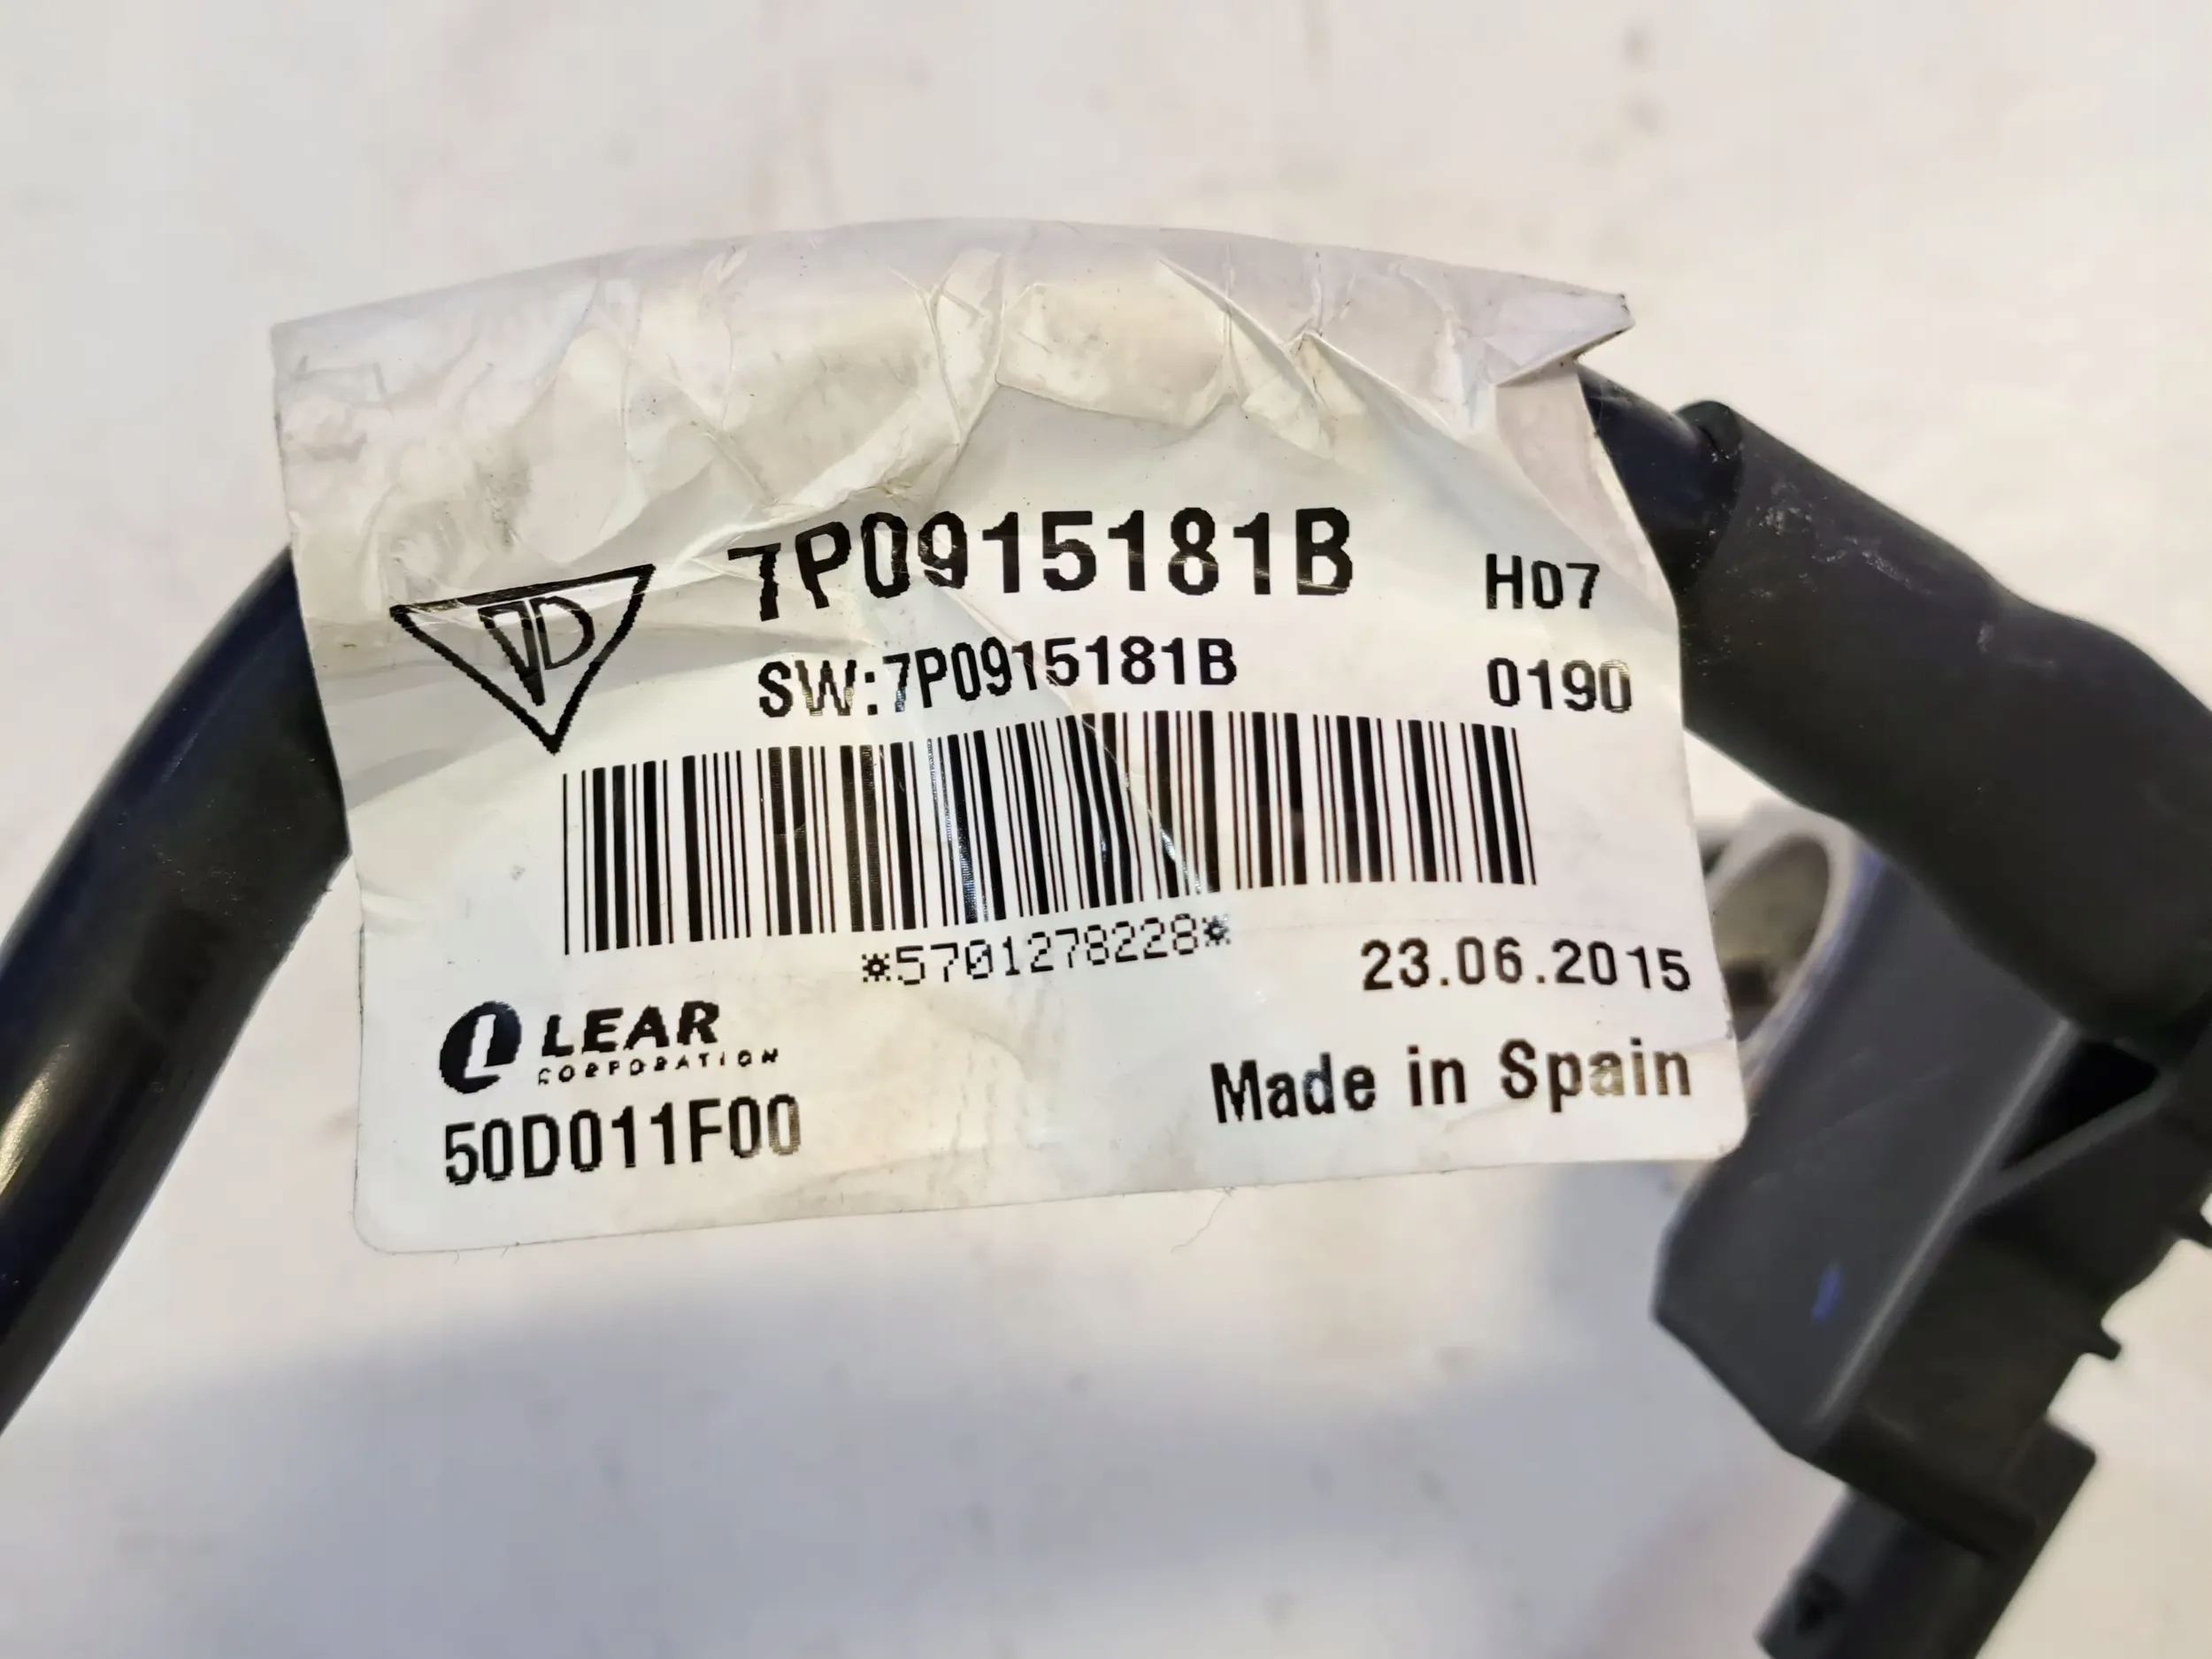 7P0915181B H07
SW:7P0915181B 0190
*5701278228*
23.06.2015
LEAR
CORPORATION
50D011F00
Made in Spain